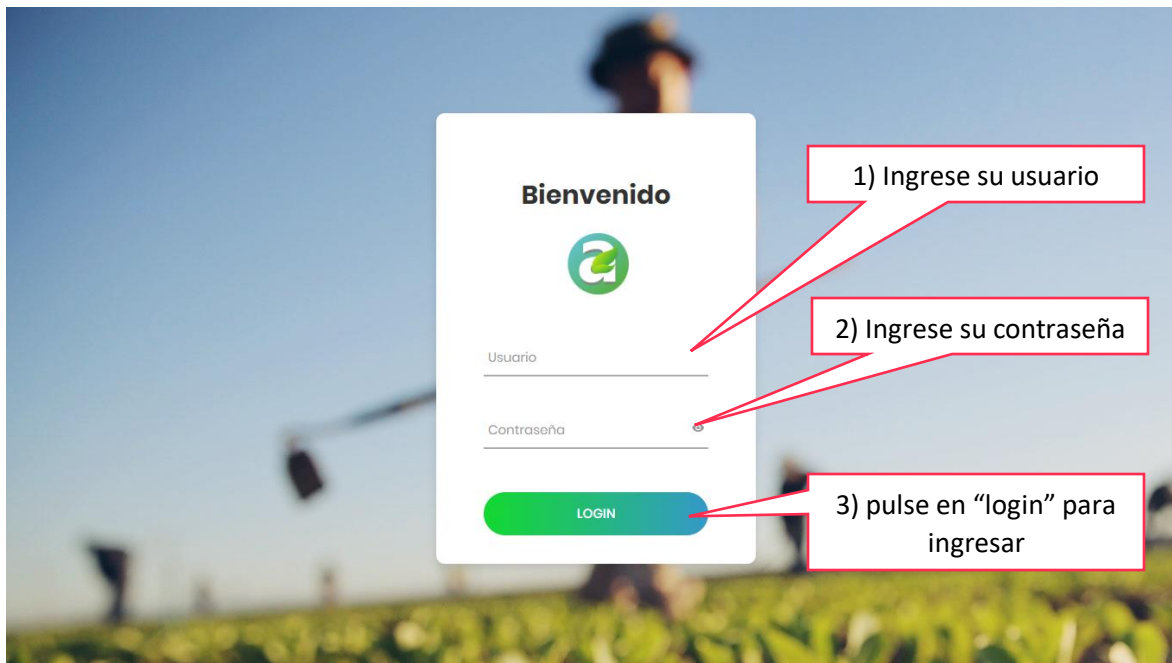 Bienvenido
a
1) Ingrese su usuario
Usuario
2) Ingrese su contraseña
Contraseña
LOGIN
3) pulse en “login” para
ingresar